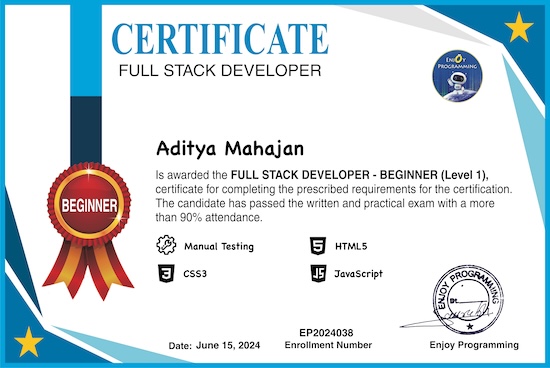 CERTIFICATE
FULL STACK DEVELOPER
ENJOY
PROGRAMMING
Aditya Mahajan
Is awarded the FULL STACK DEVELOPER - BEGINNER (Level 1),
certificate for completing the prescribed requirements for the certification.
The candidate has passed the written and practical exam with a more
than 90% attendance.
BEGINNER
Manual Testing
HTML5
CSS3
JavaScript
ENJOY PROGRAMMING
Date: June 15, 2024
EP2024038
Enrollment Number
Enjoy Programming